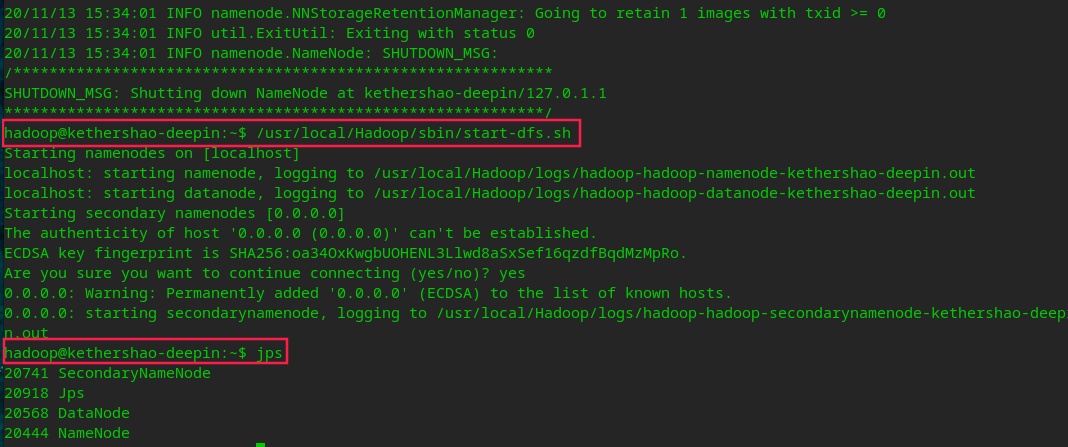 20/11/13 15:34:01 INFO namenode.NNStorageRetentionManager: Going to retain 1 images with txid >= 0
20/11/13 15:34:01 INFO util.ExitUtil: Exiting with status 0
20/11/13 15:34:01 INFO namenode.NameNode: SHUTDOWN_MSG:
/************************************************************
SHUTDOWN_MSG: Shutting down NameNode at kethershao-deepin/127.0.1.1
************************************************************/
hadoop@kethershao-deepin:~$ /usr/local/Hadoop/sbin/start-dfs.sh
Starting namenodes on [localhost]
localhost: starting namenode, logging to /usr/local/Hadoop/logs/hadoop-hadoop-namenode-kethershao-deepin.out
localhost: starting datanode, logging to /usr/local/Hadoop/logs/hadoop-hadoop-datanode-kethershao-deepin.out
Starting secondary namenodes [0.0.0.0]
The authenticity of host '0.0.0.0 (0.0.0.0)' can't be established.
ECDSA key fingerprint is SHA256:oa34OxKwgbUOHENL3Llwd8aSxSef16qzdfBqdMzMpRo.
Are you sure you want to continue connecting (yes/no)? yes
0.0.0.0: Warning: Permanently added '0.0.0.0' (ECDSA) to the list of known hosts.
0.0.0.0: starting secondarynamenode, logging to /usr/local/Hadoop/logs/hadoop-hadoop-secondarynamenode-kethershao-deepi
n.out
hadoop@kethershao-deepin:~$ jps
20741 SecondaryNameNode
20918 Jps
20568 DataNode
20444 NameNode